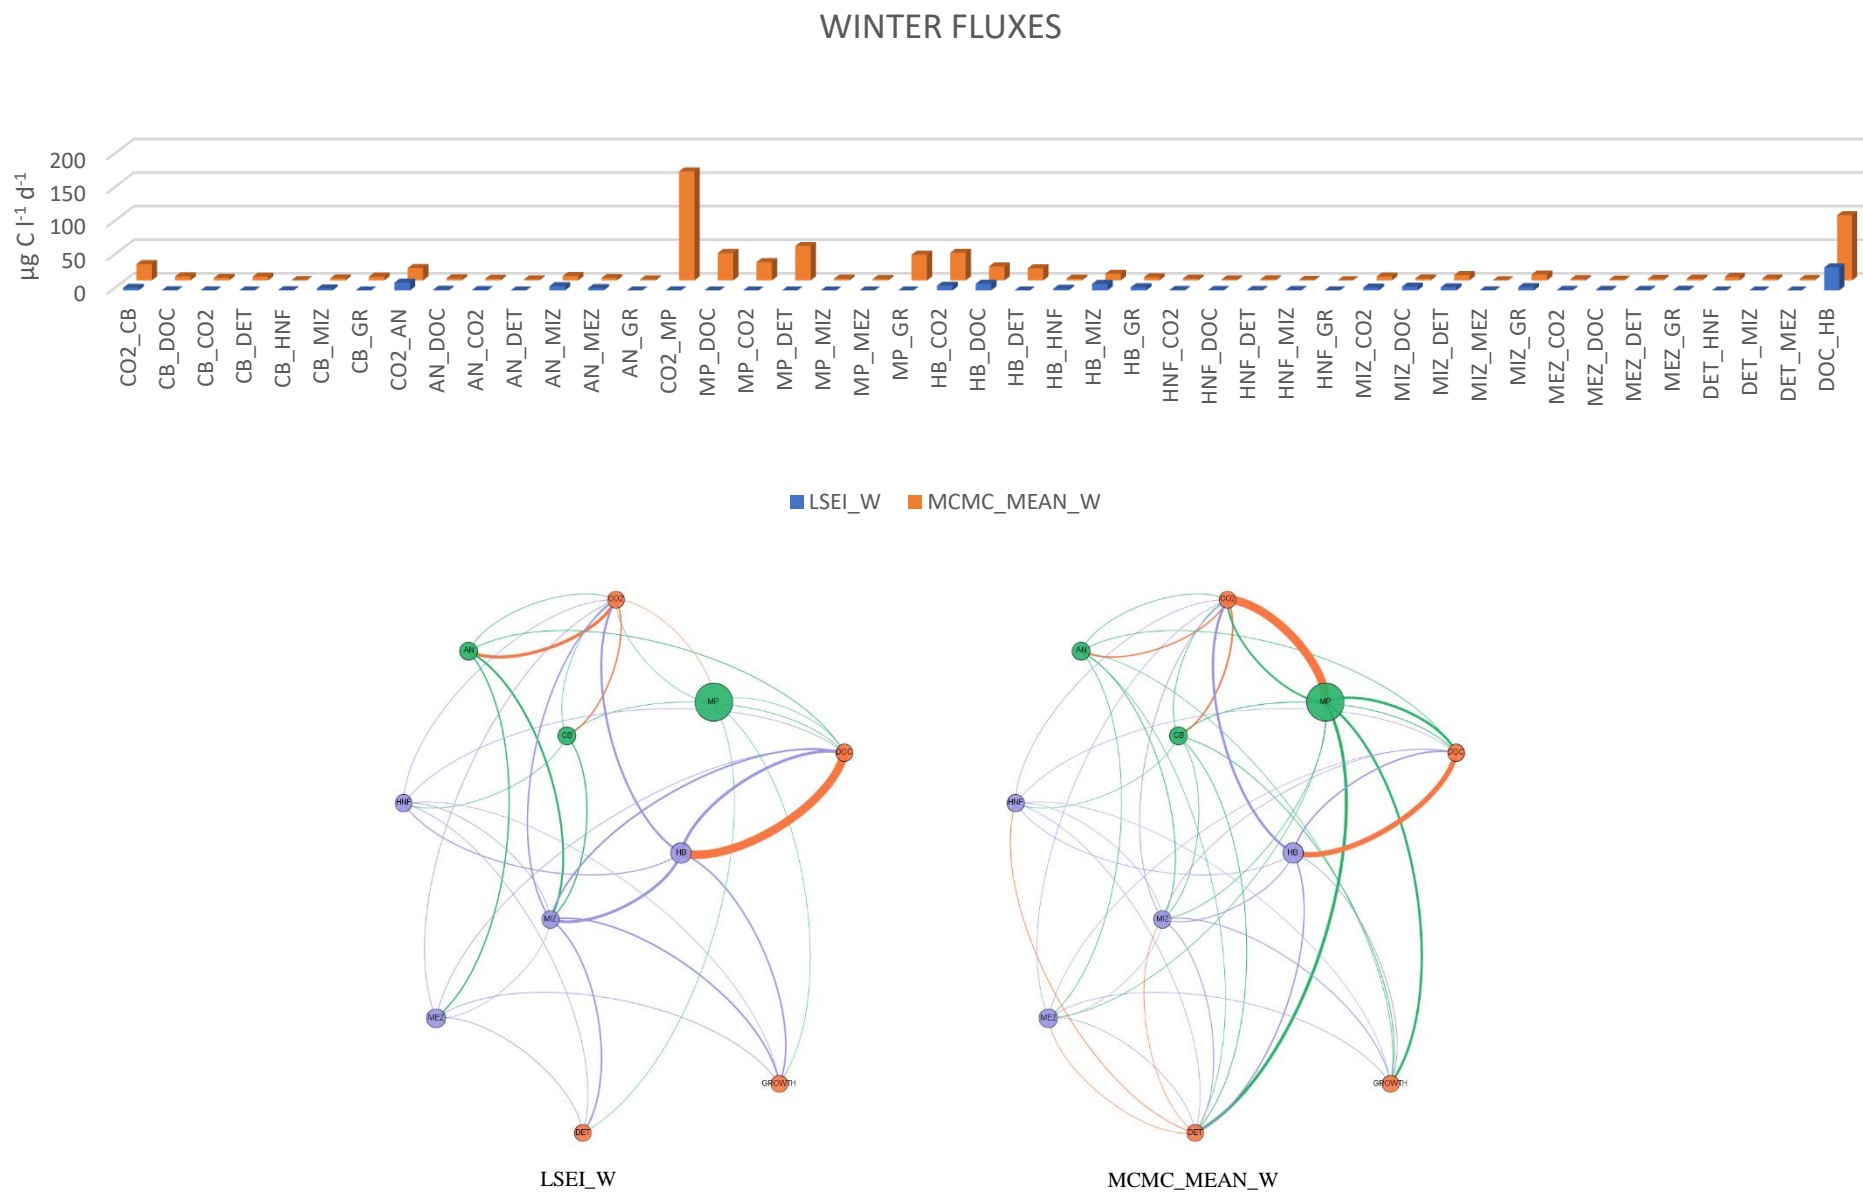 WINTER FLUXES
µg C l-1 d-1
200
150
100
50
0
CO2_CB
CB_DOC
CB_CO2
CB_DET
CB_HNF
CB_MIZ
CB_GR
CO2_AN
AN_DOC
AN_CO2
AN_DET
AN_MIZ
AN_MEZ
AN_GR
CO2_MP
MP_DOC
MP_CO2
MP_DET
MP_MIZ
MP_MEZ
MP_GR
HB_CO2
HB_DOC
HB_DET
HB_HNF
HB_MIZ
HB_GR
HNF_CO2
HNF_DOC
HNF_DET
HNF_MIZ
HNF_GR
MIZ_CO2
MIZ_DOC
MIZ_DET
MIZ_MEZ
MIZ_GR
MEZ_CO2
MEZ_DOC
MEZ_DET
MEZ_GR
DET_HNF
DET_MIZ
DET_MEZ
DOC_HB
LSEI_W MCMC_MEAN_W
CO2
AN
MP
CB
DOC
HNF
HB
MIZ
MEZ
GROWTH
DET
LSEI_W
CO2
AN
MP
CB
DOC
HNF
HB
MIZ
MEZ
GROWTH
DET
MCMC_MEAN_W